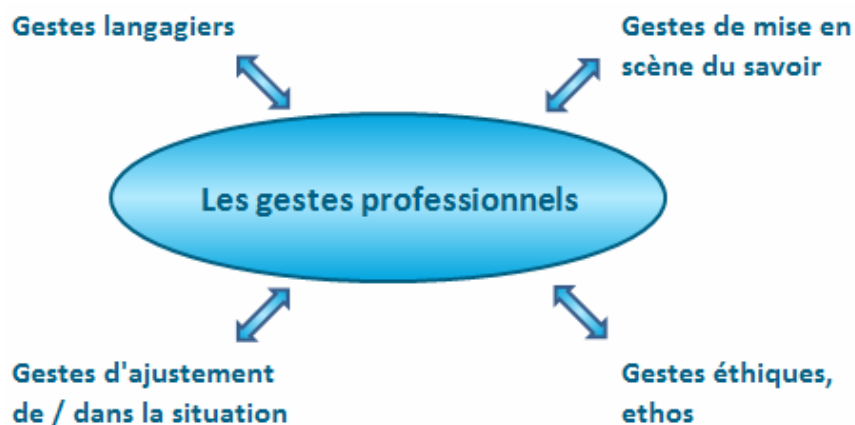 Gestes langagiers
Gestes de mise en
scène du savoir
Les gestes professionnels
Gestes d'ajustement
de / dans la situation
Gestes éthiques,
ethos